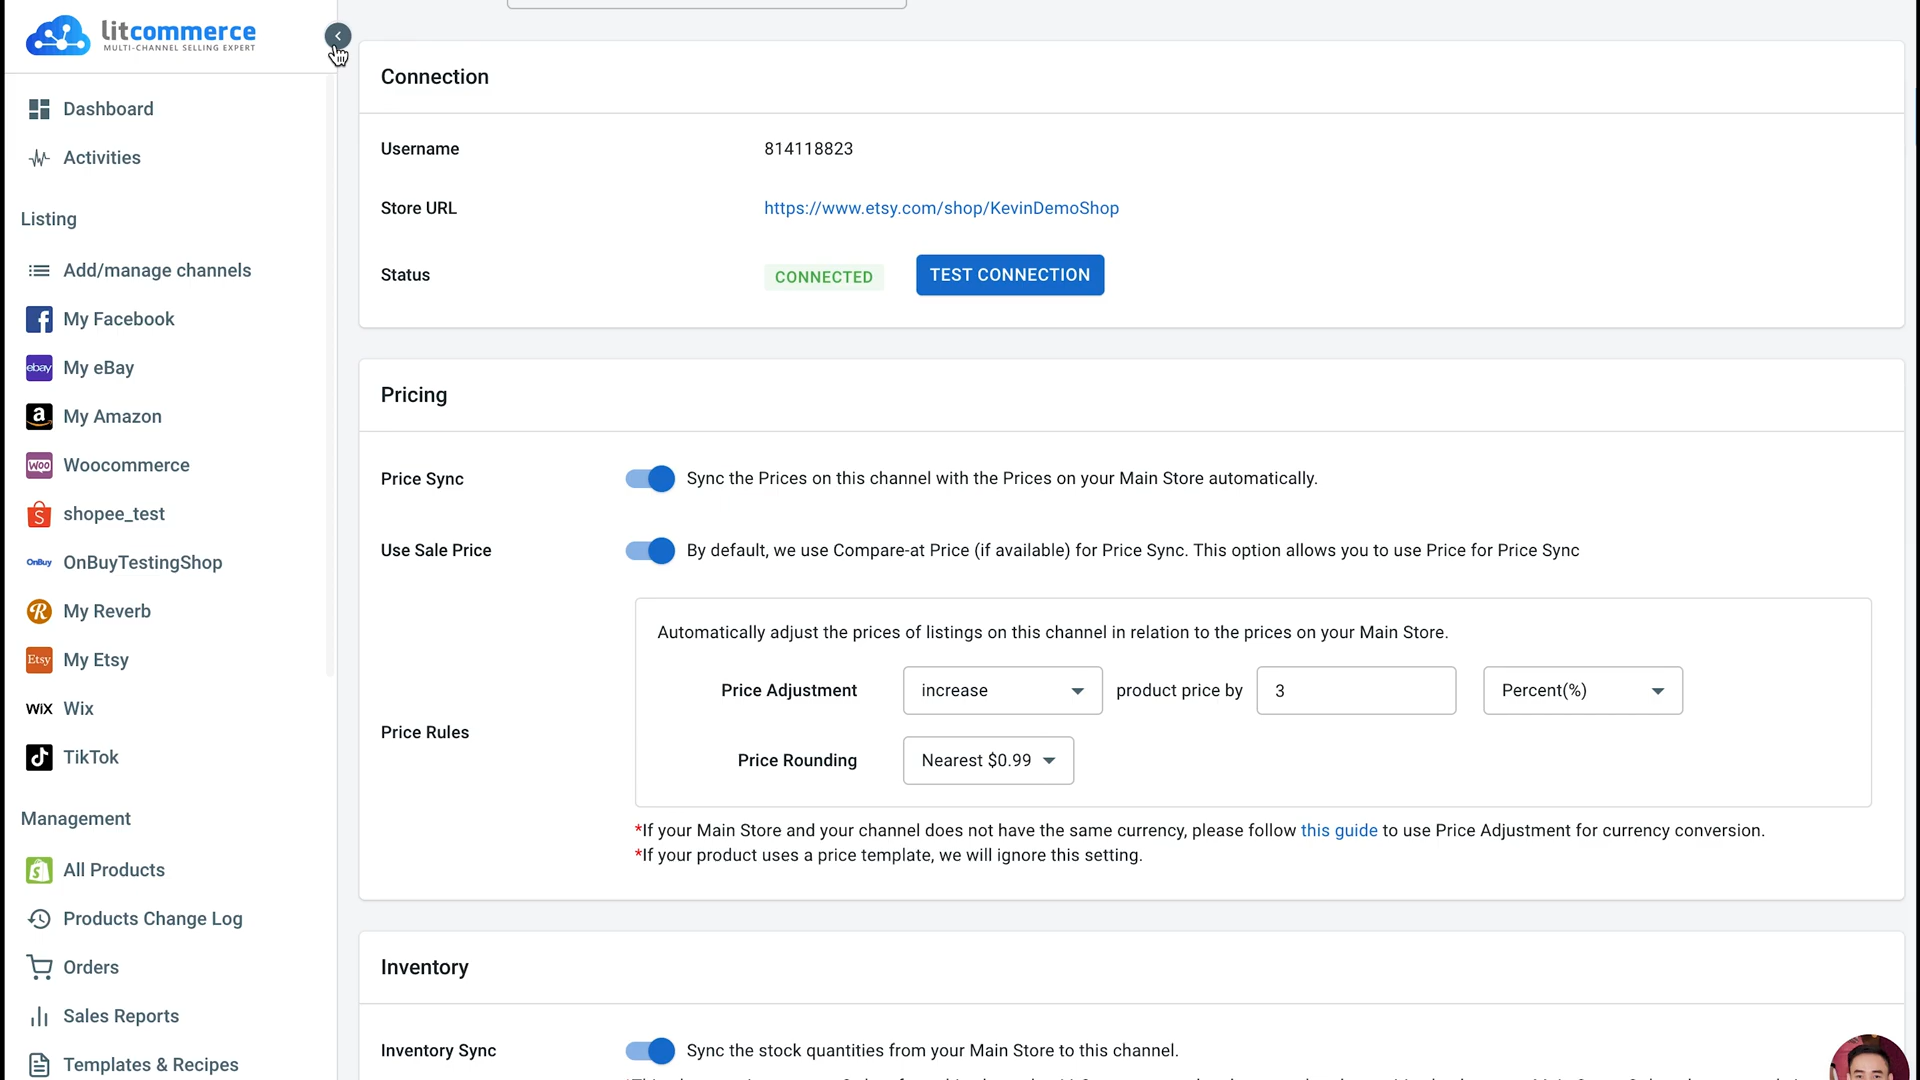 litcommerce
MULTI-CHANNEL SELLING EXPERT
Dashboard
Activities
Listing
Add/manage channels
My Facebook
ebay My eBay
a My Amazon
Woo Woocommerce
shopee_test
OnBuy OnBuyTestingShop
My Reverb
Etsy My Etsy
WiX Wix
TikTok
Management
All Products
Products Change Log
Orders
Sales Reports
Templates & Recipes
Connection
Username 814118823
Store URL https://www.etsy.com/shop/KevinDemoShop
Status CONNECTED TEST CONNECTION
Pricing
Price Sync Sync the Prices on this channel with the Prices on your Main Store automatically.
Use Sale Price By default, we use Compare-at Price (if available) for Price Sync. This option allows you to use Price for Price Sync
Automatically adjust the prices of listings on this channel in relation to the prices on your Main Store.
Price Adjustment increase product price by 3 Percent(%)
Price Rules
Price Rounding Nearest $0.99
*If your Main Store and your channel does not have the same currency, please follow this guide to use Price Adjustment for currency conversion.
*If your product uses a price template, we will ignore this setting.
Inventory
Inventory Sync Sync the stock quantities from your Main Store to this channel.